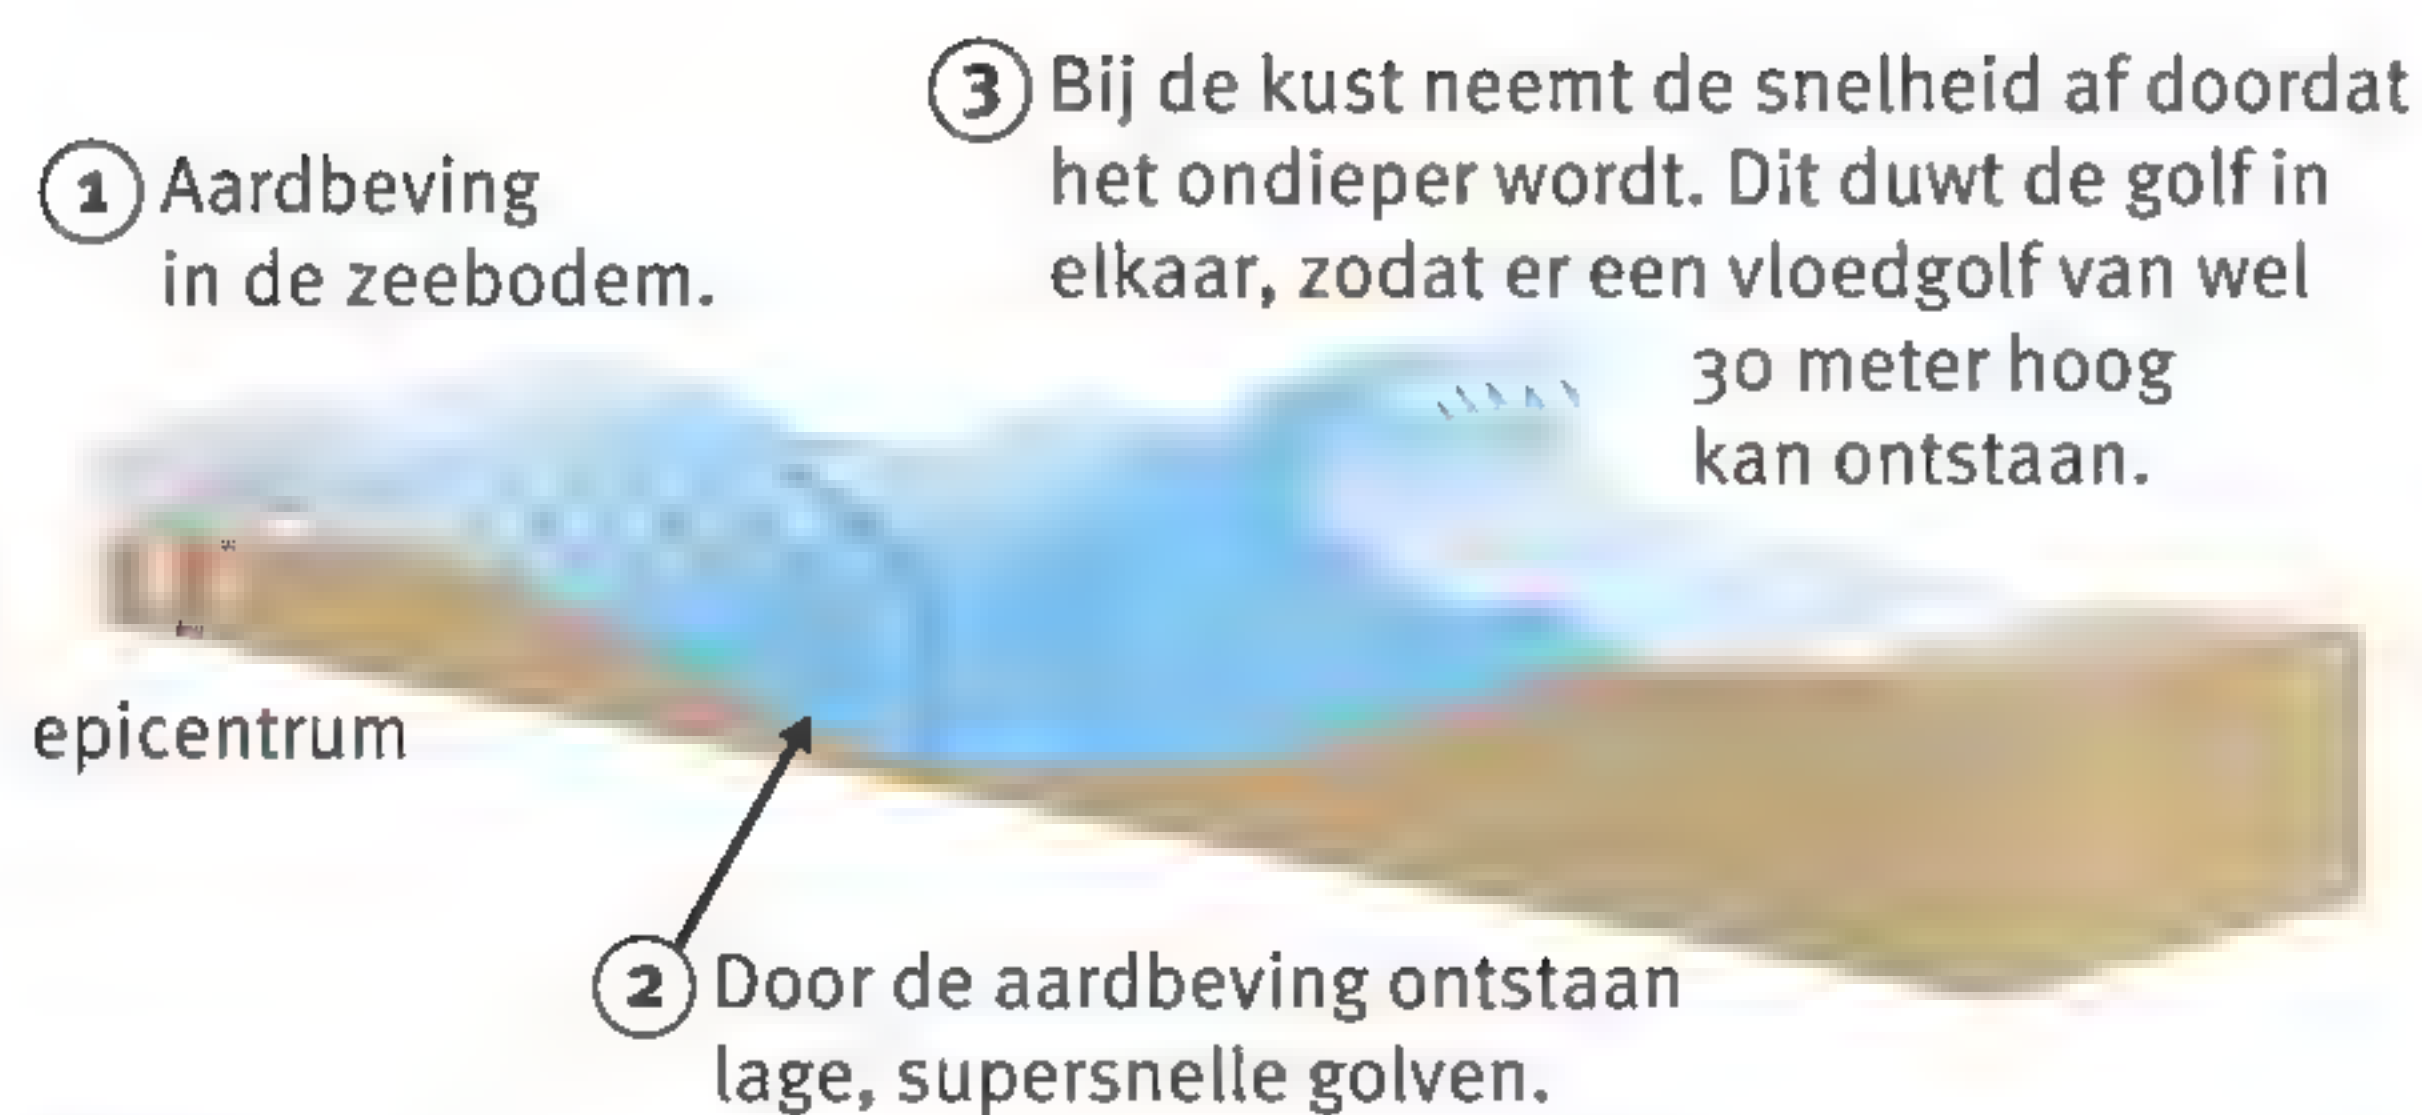 1 Aardbeving
in de zeebodem.
3 Bij de kust neemt de snelheid af doordat
het ondieper wordt. Dit duwt de golf in
elkaar, zodat er een vloedgolf van wel
30 meter hoog
kan ontstaan.
epicentrum
2 Door de aardbeving ontstaan
lage, supersnelle golven.